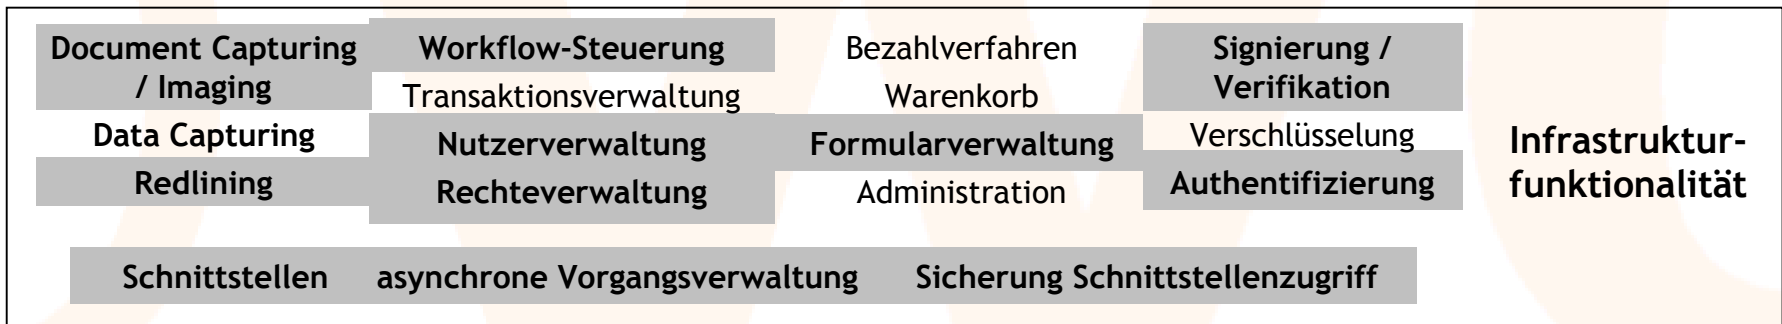 Document Capturing
/ Imaging
Data Capturing
Redlining
Workflow-Steuerung
Transaktionsverwaltung
Nutzerverwaltung
Rechteverwaltung
Bezahlverfahren
Warenkorb
Formularverwaltung
Administration
Signierung /
Verifikation
Verschlüsselung
Authentifizierung
Infrastruktur-
funktionalität
Schnittstellen asynchrone Vorgangsverwaltung Sicherung Schnittstellenzugriff